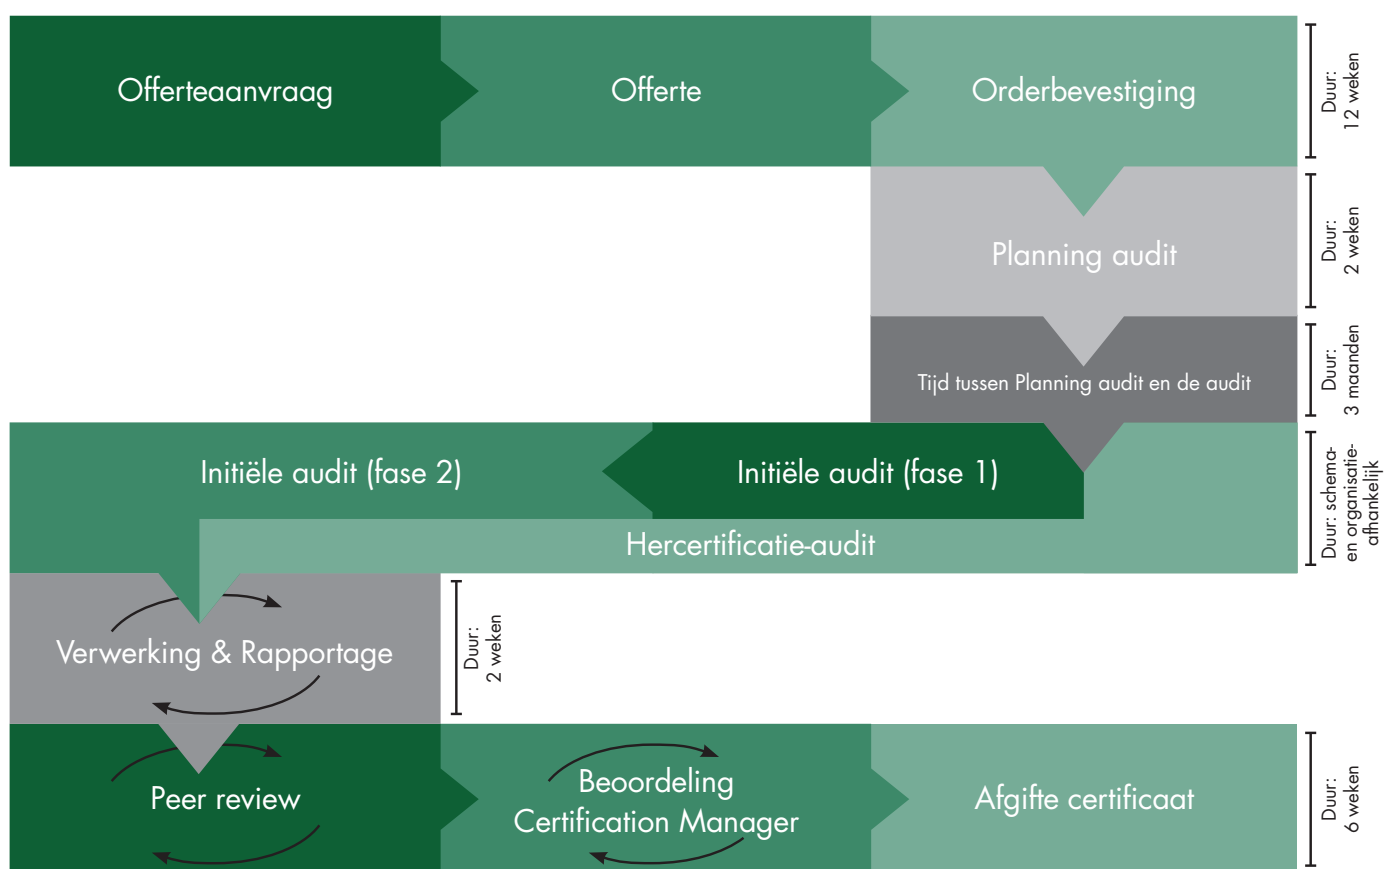 Offerteaanvraag
Offerte
Orderbevestiging
Duur:
12 weken
Planning audit
Duur:
2 weken
Tijd tussen Planning audit en de audit
Duur:
3 maanden
Initiële audit (fase 2)
Initiële audit (fase 1)
Hercertificatie-audit
Duur: schema-
en organisatie-
afhankelijk
Verwerking & Rapportage
Duur:
2 weken
Peer review
Beoordeling
Certification Manager
Afgifte certificaat
Duur:
6 weken